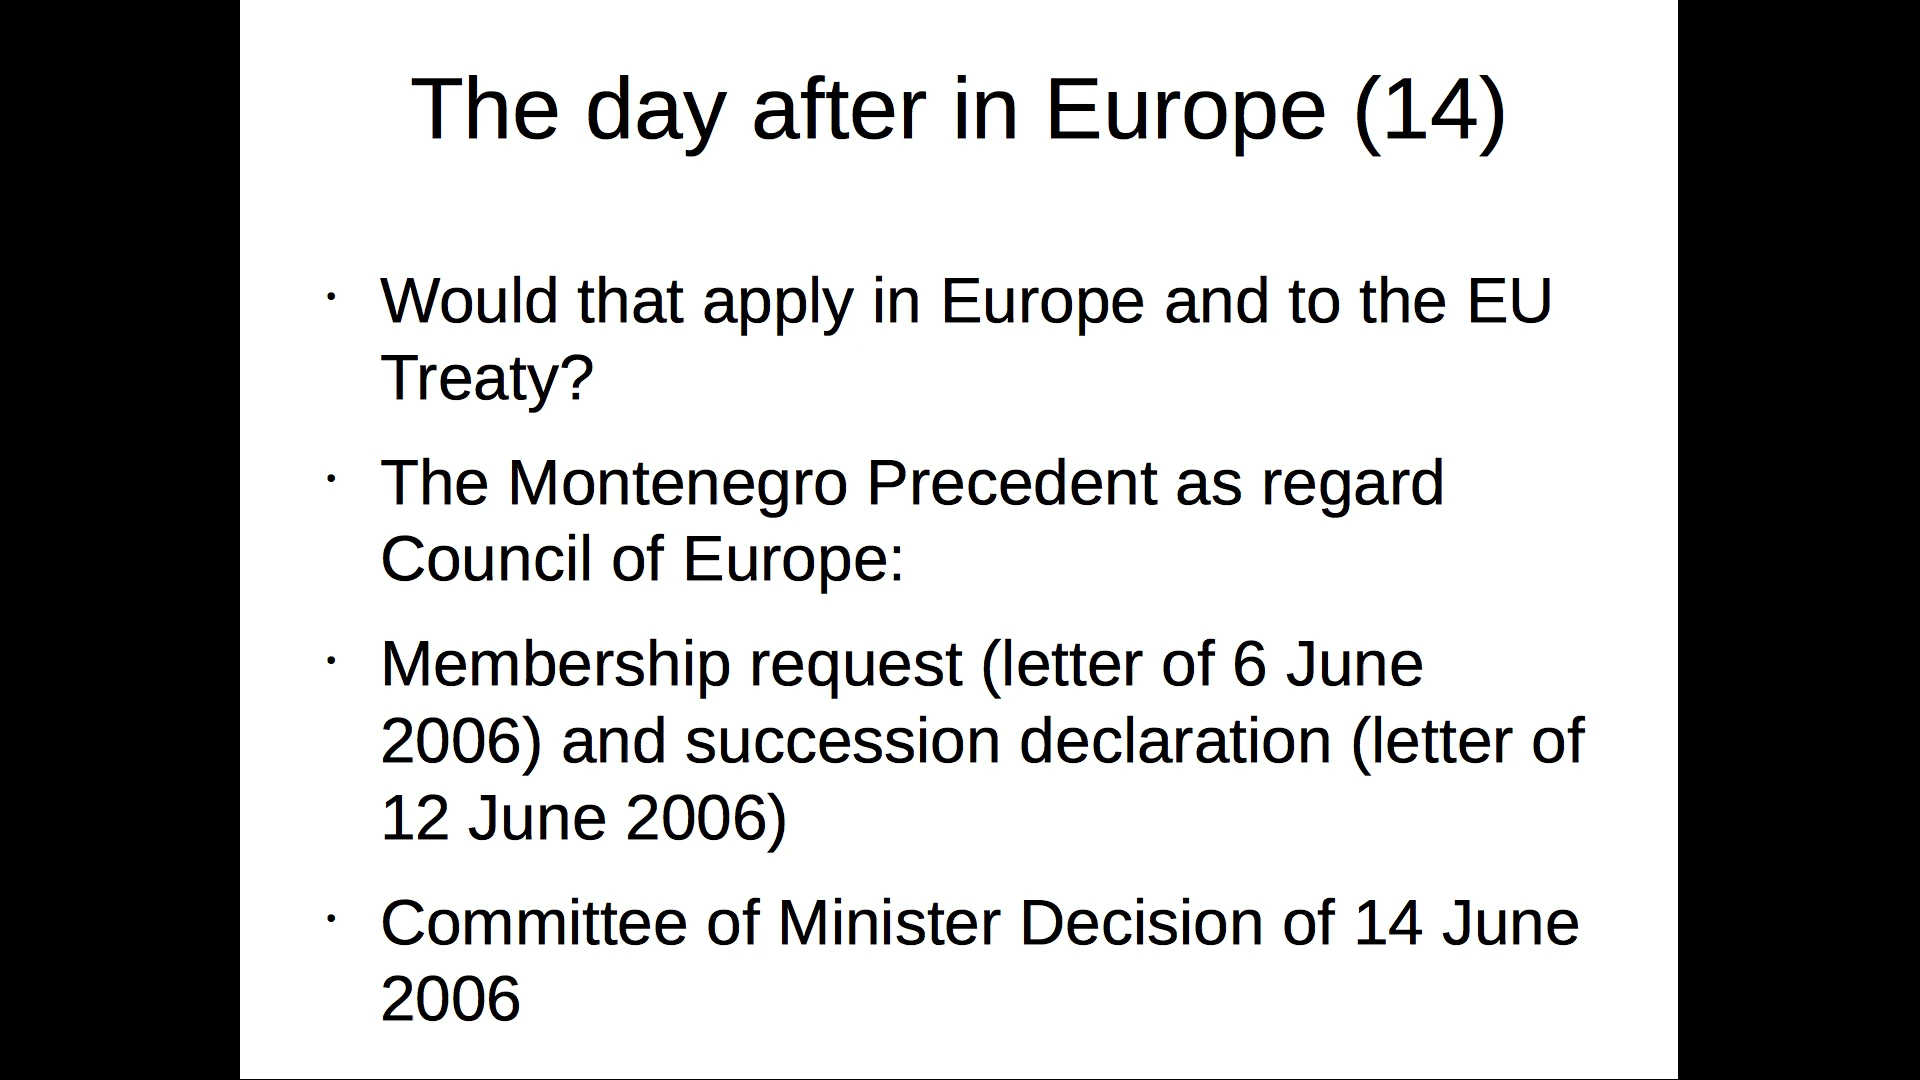 The day after in Europe (14)
· Would that apply in Europe and to the EU
Treaty?
· The Montenegro Precedent as regard
Council of Europe:
· Membership request (letter of 6 June
2006) and succession declaration (letter of
12 June 2006)
· Committee of Minister Decision of 14 June
2006